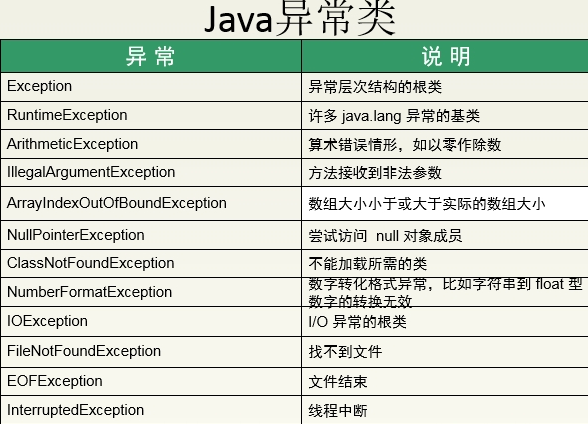 Java异常类
异 常 说 明
Exception 异常层次结构的根类
RuntimeException 许多 java.lang 异常的基类
ArithmeticException 算术错误情形，如以零作除数
IllegalArgumentException 方法接收到非法参数
ArrayIndexOutOfBoundException 数组大小小于或大于实际的数组大小
NullPointerException 尝试访问 null 对象成员
ClassNotFoundException 不能加载所需的类
NumberFormatException 数字转化格式异常，比如字符串到 float 型
数字的转换无效
IOException I/O 异常的根类
FileNotFoundException 找不到文件
EOFException 文件结束
InterruptedException 线程中断